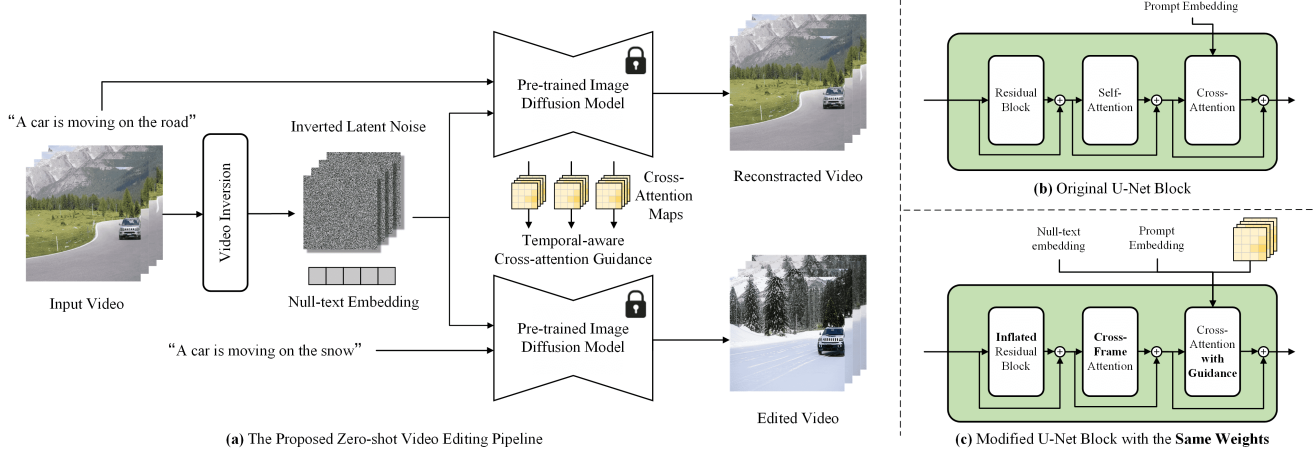 “A car is moving on the road”
Input Video
Video Inversion
Inverted Latent Noise
Null-text Embedding
“A car is moving on the snow”
Pre-trained Image
Diffusion Model
Cross-
Attention
Maps
Temporal-aware
Cross-attention Guidance
Pre-trained Image
Diffusion Model
Reconstracted Video
Edited Video
(a) The Proposed Zero-shot Video Editing Pipeline
Prompt Embedding
Residual
Block
Self-
Attention
Cross-
Attention
(b) Original U-Net Block
Null-text
embedding
Prompt
Embedding
Inflated
Residual
Block
Cross-
Frame
Attention
Cross-
Attention
with
Guidance
(c) Modified U-Net Block with the Same Weights